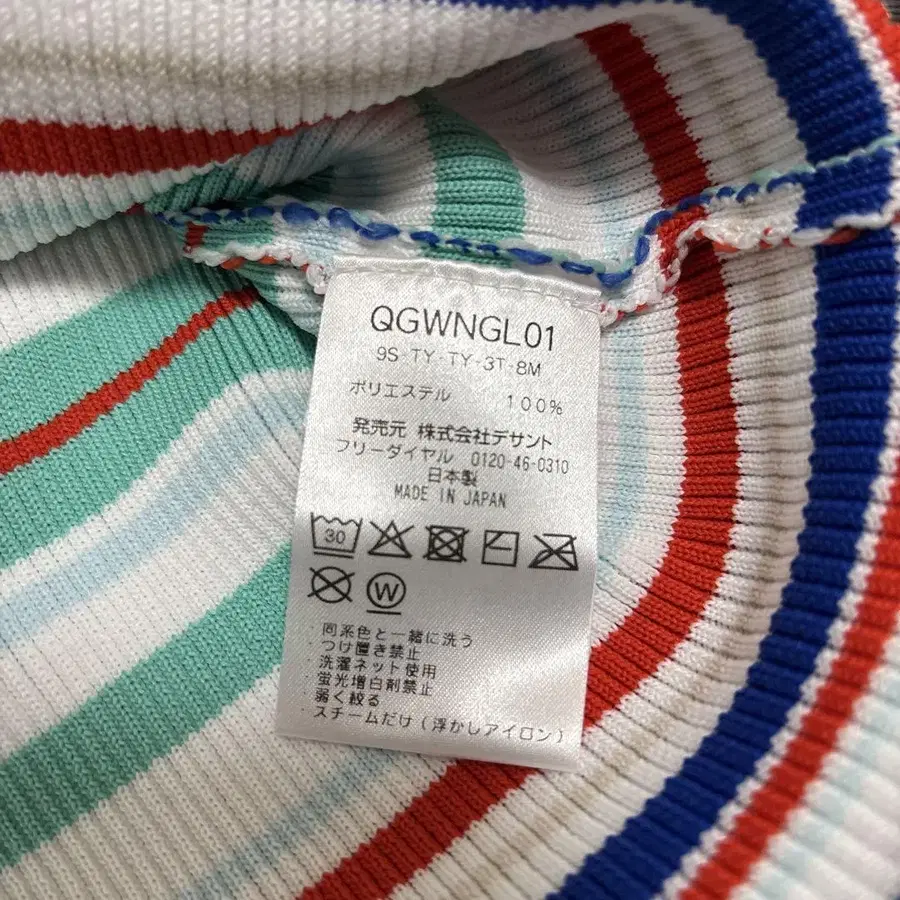 QGWNGL01
9S-TY-TY-3T-8M
ポリエステル 100%
発売元 株式会社デサント
フリーダイヤル 0120-46-0310
日本製
MADE IN JAPAN
30
W
・同系色と一緒に洗う
・つけ置き禁止
・洗濯ネット使用
・蛍光増白剤禁止
・弱く絞る
・スチームだけ(浮かしアイロン)